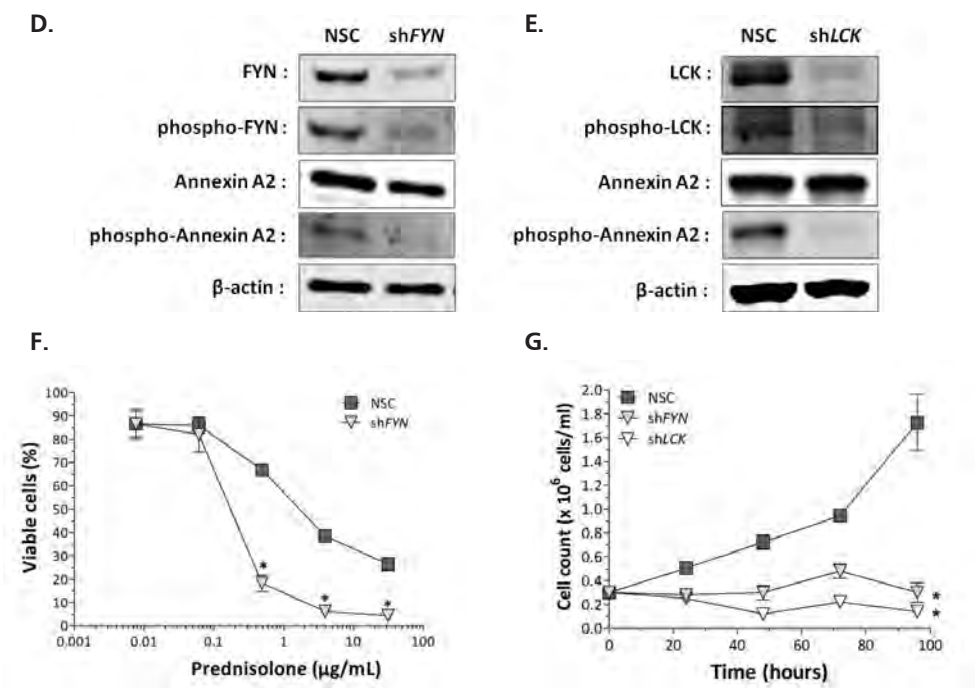 D.
NSC shFYN
FYN :
phospho-FYN :
Annexin A2 :
phospho-Annexin A2 :
β-actin :
E.
NSC shLCK
LCK :
phospho-LCK :
Annexin A2 :
phospho-Annexin A2 :
β-actin :
F.
Viable cells (%)
100
90
80
70
60
50
40
30
20
10
0
NSC
shFYN
*
*
*
0.001 0.01 0.1 1 10 100
Prednisolone (µg/mL)
G.
Cell count (x 10⁶ cells/ml)
2.0
1.8
1.6
1.4
1.2
1.0
0.8
0.6
0.4
0.2
0.0
NSC
shFYN
shLCK
*
*
0 20 40 60 80 100
Time (hours)